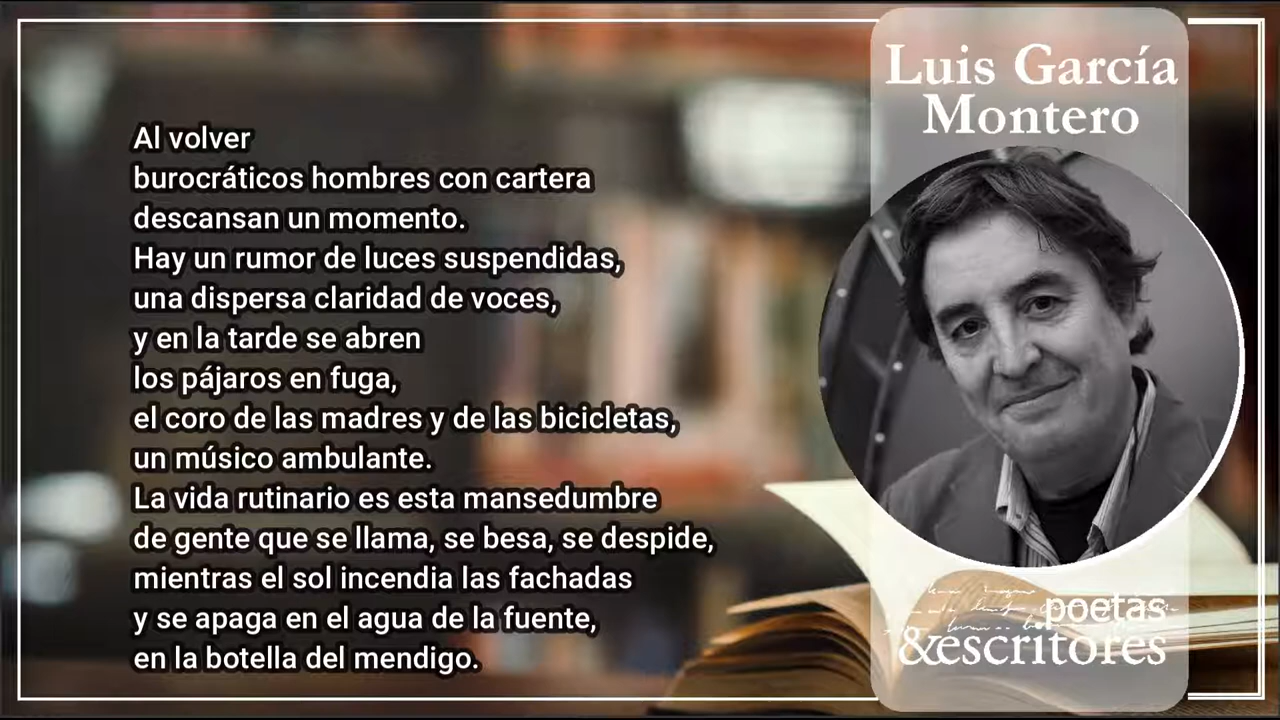 Al volver
burocráticos hombres con cartera
descansan un momento.
Hay un rumor de luces suspendidas,
una dispersa claridad de voces,
y en la tarde se abren
los pájaros en fuga,
el coro de las madres y de las bicicletas,
un músico ambulante.
La vida rutinario es esta mansedumbre
de gente que se llama, se besa, se despide,
mientras el sol incendia las fachadas
y se apaga en el agua de la fuente,
en la botella del mendigo.
Luis García
Montero
poetas
&escritores